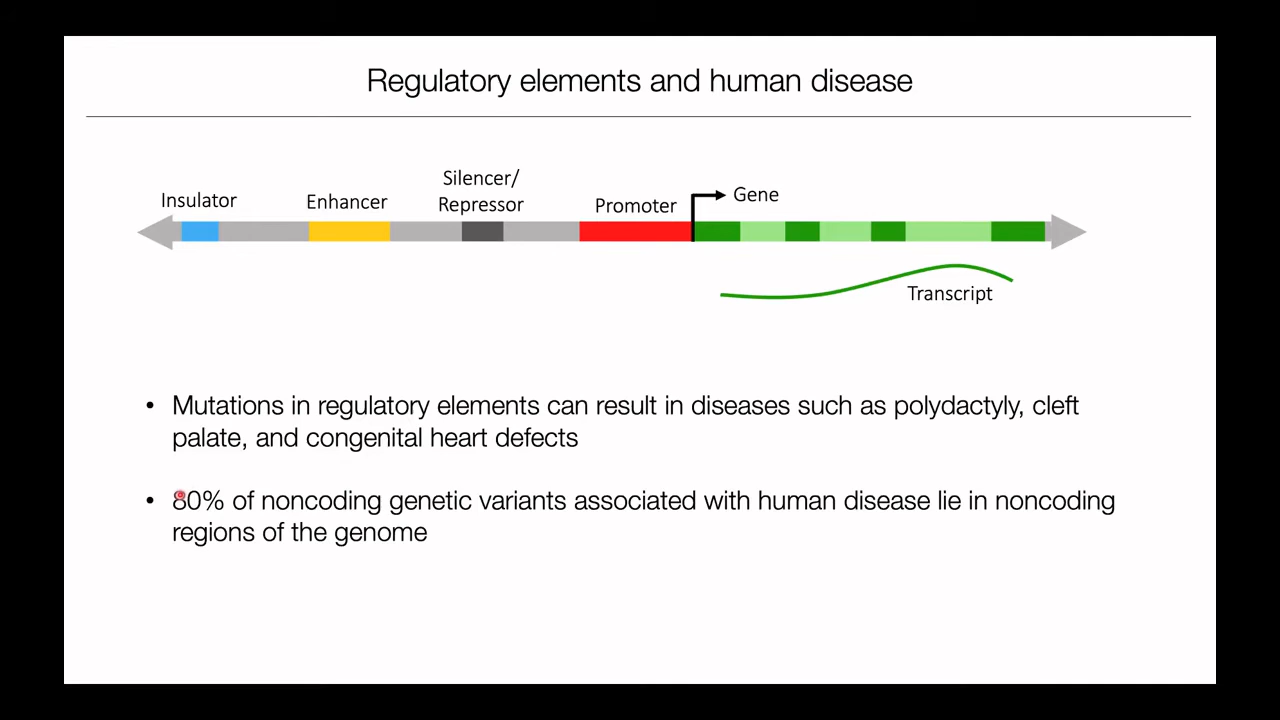 Regulatory elements and human disease
Insulator
Enhancer
Silencer/
Repressor
Promoter
Gene
Transcript
• Mutations in regulatory elements can result in diseases such as polydactyly, cleft
palate, and congenital heart defects
• 80% of noncoding genetic variants associated with human disease lie in noncoding
regions of the genome